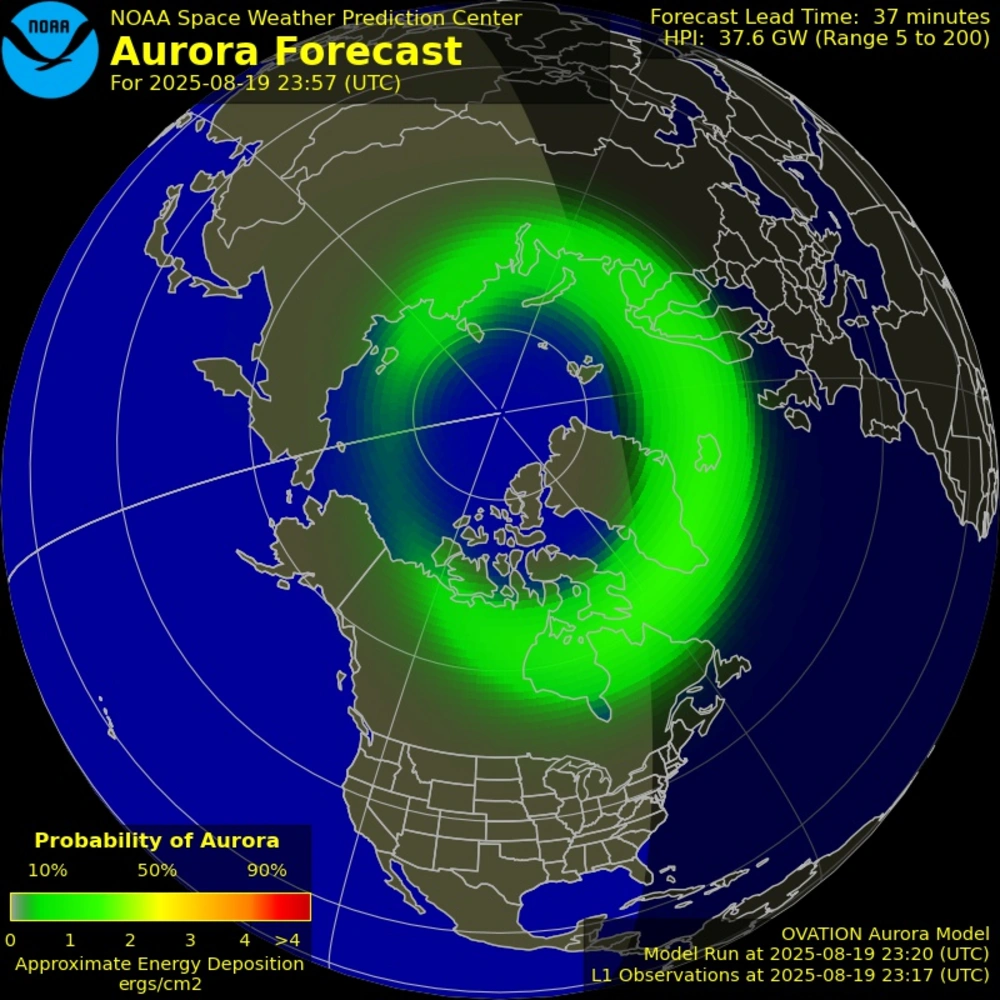 NOAA
NOAA Space Weather Prediction Center
Aurora Forecast
For 2025-08-19 23:57 (UTC)
Forecast Lead Time: 37 minutes
HPI: 37.6 GW (Range 5 to 200)
Probability of Aurora
10% 50% 90%
0 1 2 3 4 >4
Approximate Energy Deposition
ergs/cm2
OVATION Aurora Model
Model Run at 2025-08-19 23:20 (UTC)
L1 Observations at 2025-08-19 23:17 (UTC)